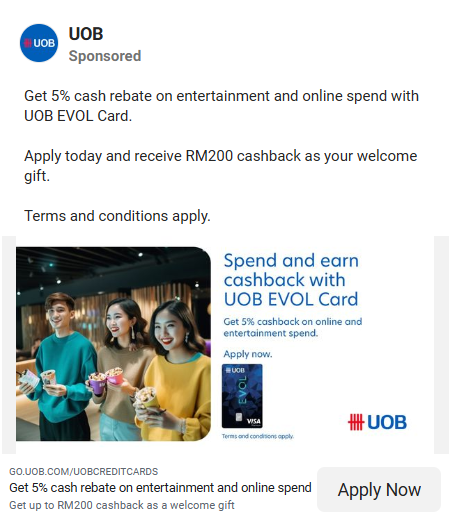 UOB
UOB
Sponsored
Get 5% cash rebate on entertainment and online spend with
UOB EVOL Card.
Apply today and receive RM200 cashback as your welcome
gift.
Terms and conditions apply.
Spend and earn
cashback with
UOB EVOL Card
Get 5% cashback on online and
entertainment spend.
Apply now.
UOB
EVOL
VISA
UOB
Terms and conditions apply.
GO.UOB.COM/UOBCREDITCARDS
Get 5% cash rebate on entertainment and online spend
Get up to RM200 cashback as a welcome gift
Apply Now